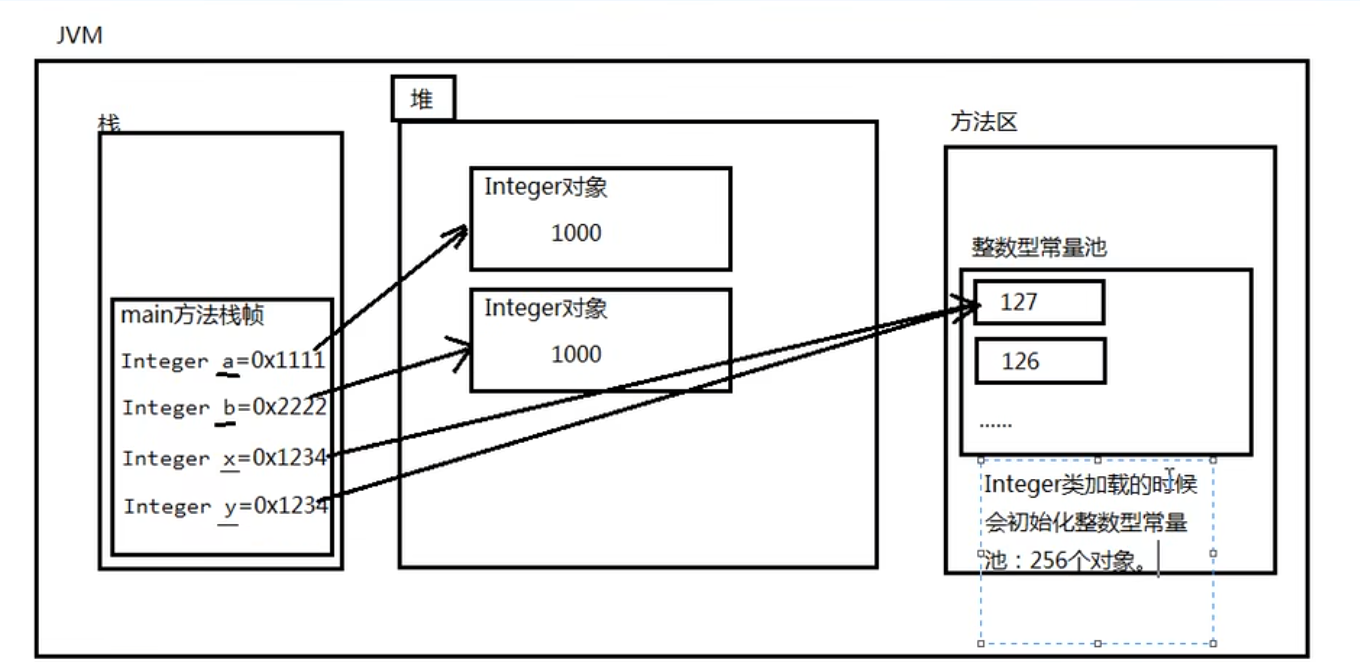 JVM
栈
堆
方法区
main方法栈帧
Integer a=0x1111
Integer b=0x2222
Integer x=0x1234
Integer y=0x1234
Integer对象
1000
Integer对象
1000
整数型常量池
127
126
......
Integer类加载的时候
会初始化整数型常量
池：256个对象。